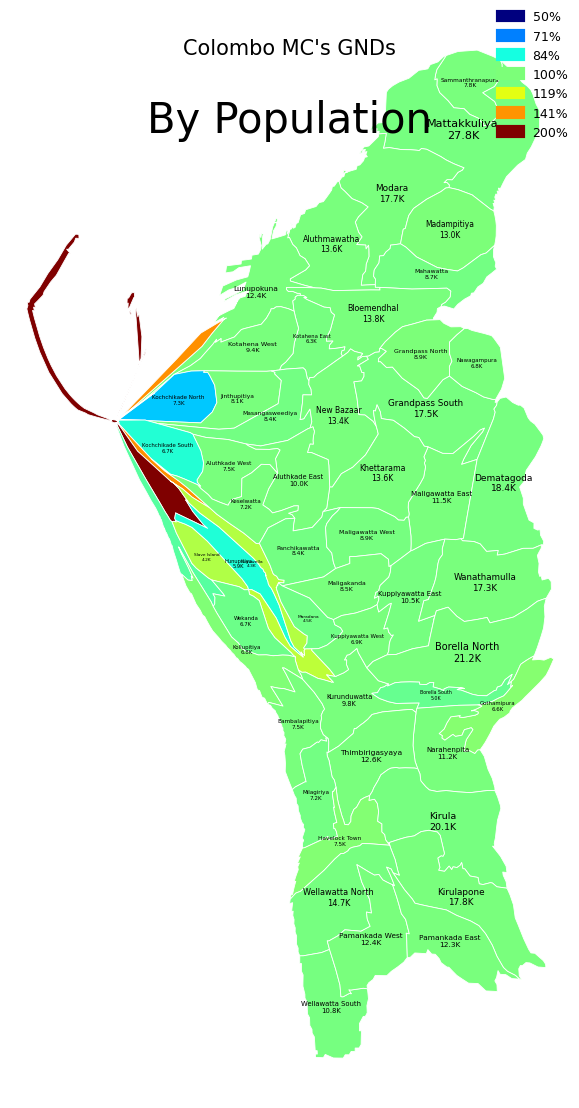 50%
71%
84%
100%
119%
141%
200%
Colombo MC's GNDs
By Population
Sammanthranapura
7.8K
Mattakkuliya
27.8K
Modara
17.7K
Madampitiya
13.0K
Aluthmawatha
13.6K
Mahawatta
8.7K
Lunupokuna
12.4K
Bloemendhal
13.8K
Kotahena East
6.3K
Kotahena West
9.4K
Grandpass North
8.9K
Nawagampura
6.8K
Kochchikade North
7.3K
Jinthupitiya
8.1K
Masangasweediya
8.4K
New Bazaar
13.4K
Grandpass South
17.5K
Kochchikade South
6.7K
Aluthkade West
7.5K
Aluthkade East
10.0K
Khettarama
13.6K
Dematagoda
18.4K
Keselwatta
7.2K
Maligawatta East
11.5K
Maligawatta West
8.9K
Panchikawatta
8.4K
Slave Island
4.2K
Hunupitiya
Maligakanda
8.5K
Wanathamulla
17.3K
Kuppiyawatta East
10.5K
Wekanda
6.7K
Maradana
4.5K
Kuppiyawatta West
6.9K
Kollupitiya
6.8K
Borella North
21.2K
Kurunduwatta
9.8K
Borella South
5.0K
Gothamipura
6.6K
Bambalapitiya
7.5K
Thimbirigasyaya
12.6K
Narahenpita
11.2K
Milagiriya
7.2K
Kirula
20.1K
Havelock Town
7.5K
Wellawatta North
14.7K
Kirulapone
17.8K
Pamankada West
12.4K
Pamankada East
12.3K
Wellawatta South
10.8K